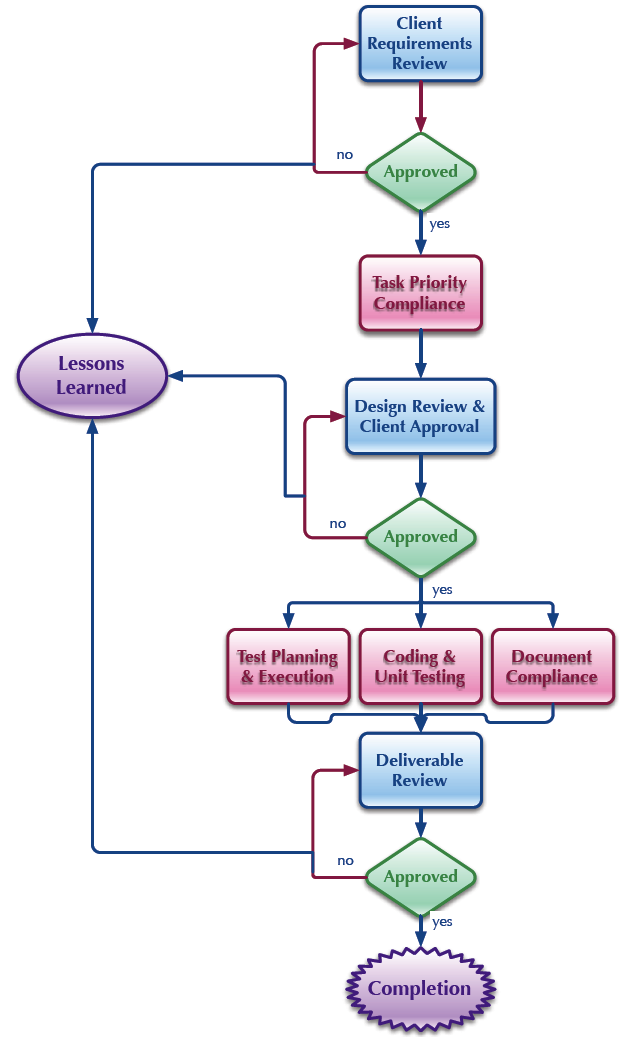 Client
Requirements
Review
no
Approved
yes
Task Priority
Compliance
Lessons
Learned
Design Review &
Client Approval
no
Approved
yes
Test Planning
& Execution
Coding &
Unit Testing
Document
Compliance
Deliverable
Review
no
Approved
yes
Completion